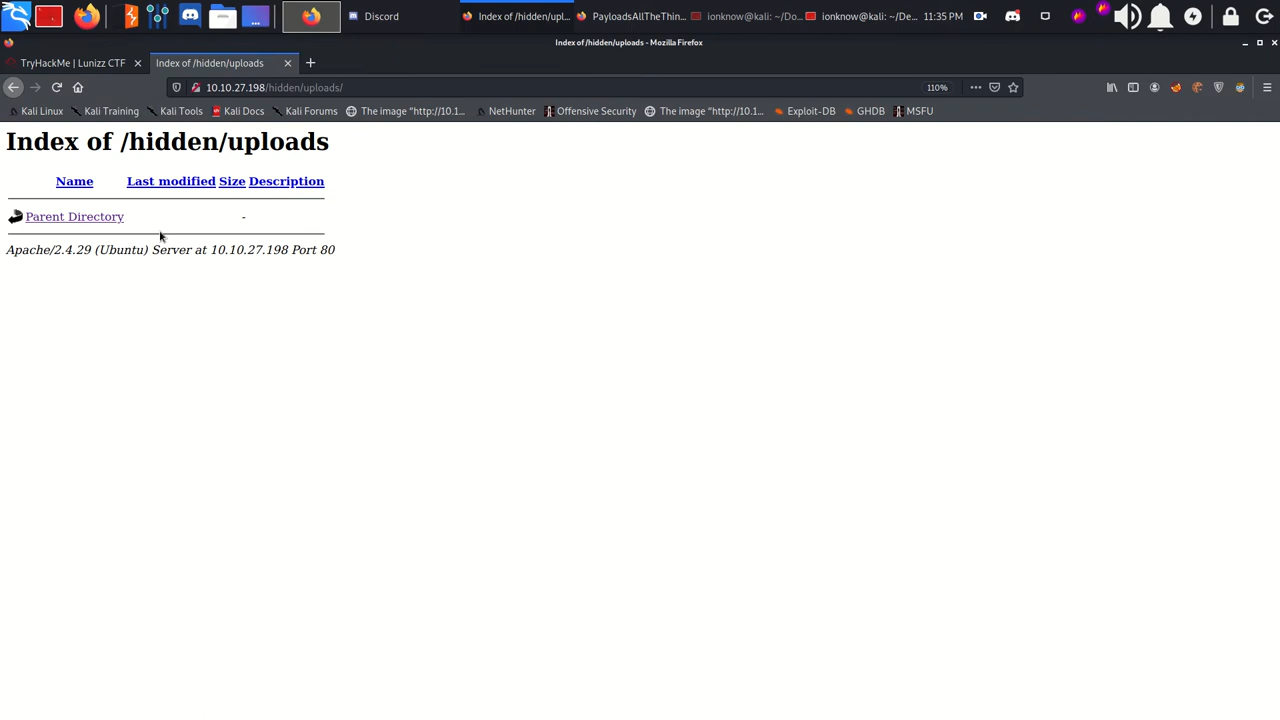 Discord
Index of /hidden/upl...
PayloadsAllTheThin...
ionknow@kali: ~/Do...
ionknow@kali: ~/De...
11:35 PM
Index of /hidden/uploads - Mozilla Firefox
TryHackMe | Lunizz CTF
Index of /hidden/uploads
10.10.27.198/hidden/uploads/
110%
Kali Linux
Kali Training
Kali Tools
Kali Docs
Kali Forums
The image "http://10.1...
NetHunter
Offensive Security
The image "http://10.1...
Exploit-DB
GHDB
MSFU
Index of /hidden/uploads
Name Last modified Size Description
Parent Directory -
Apache/2.4.29 (Ubuntu) Server at 10.10.27.198 Port 80